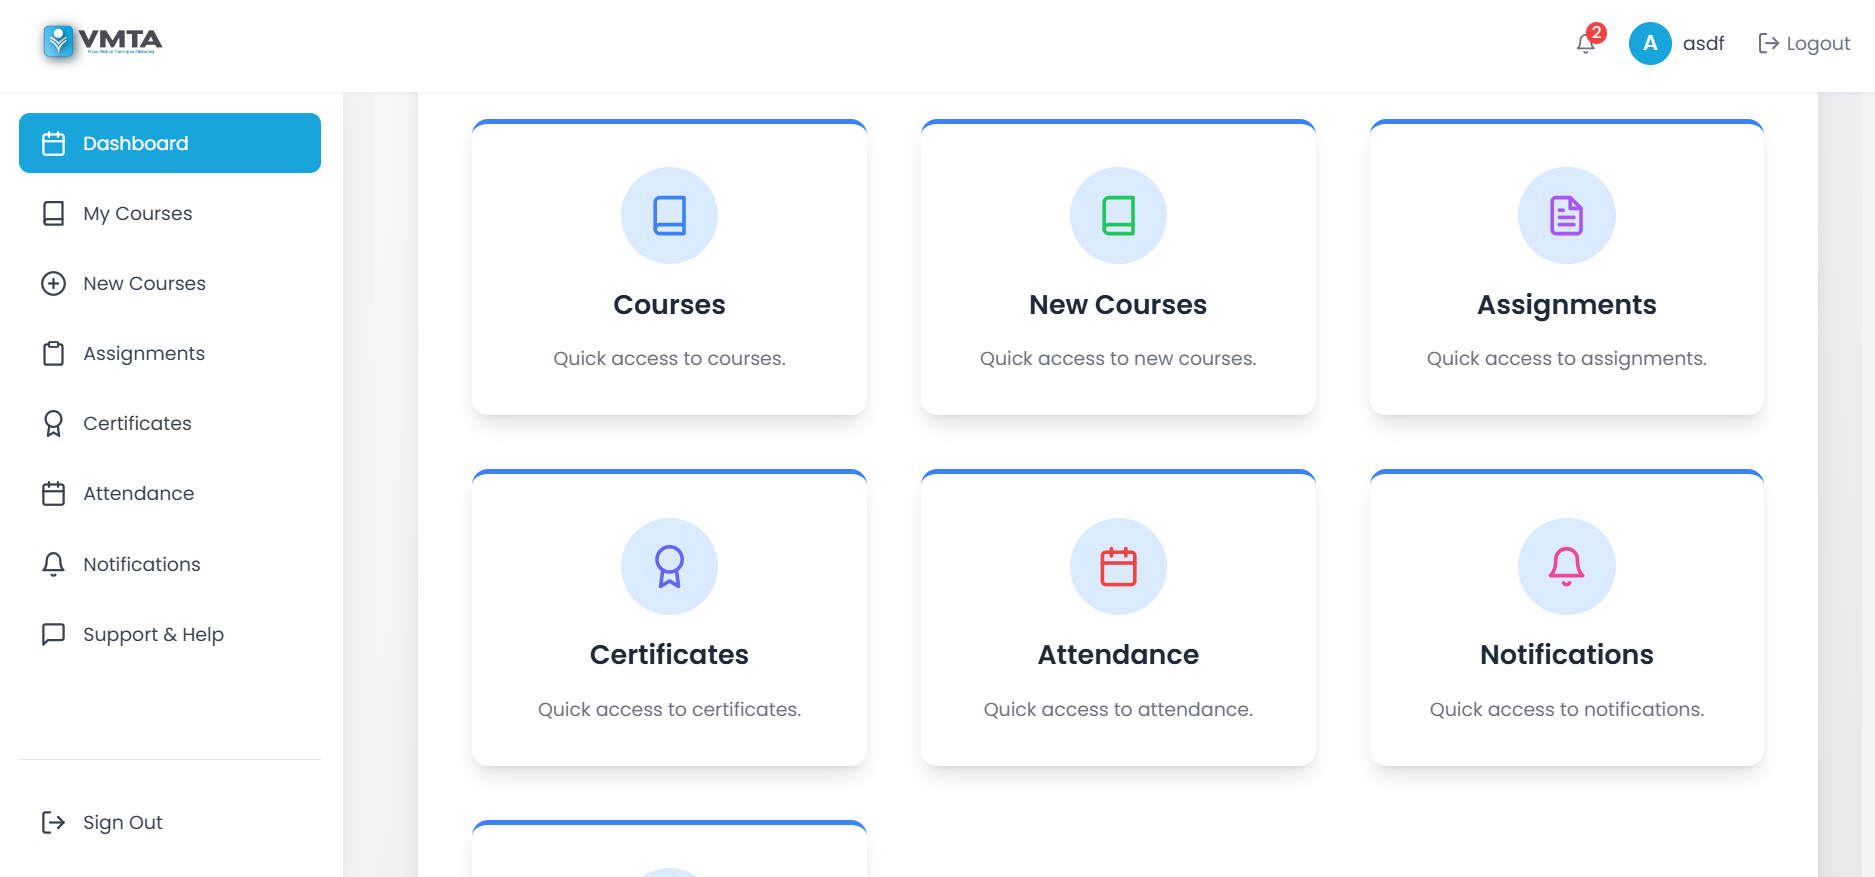 VMTA
2
A
asdf
Logout
Dashboard
My Courses
New Courses
Assignments
Certificates
Attendance
Notifications
Support & Help
Sign Out
Courses
Quick access to courses.
New Courses
Quick access to new courses.
Assignments
Quick access to assignments.
Certificates
Quick access to certificates.
Attendance
Quick access to attendance.
Notifications
Quick access to notifications.